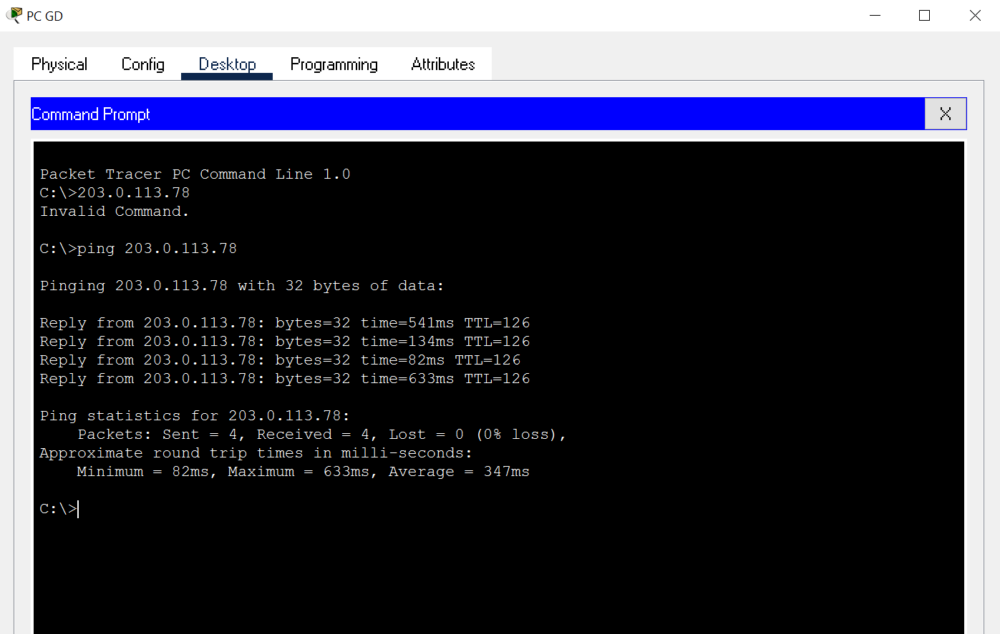 PC GD
Physical Config Desktop Programming Attributes
Command Prompt X
Packet Tracer PC Command Line 1.0
C:\>203.0.113.78
Invalid Command.
C:\>ping 203.0.113.78
Pinging 203.0.113.78 with 32 bytes of data:
Reply from 203.0.113.78: bytes=32 time=541ms TTL=126
Reply from 203.0.113.78: bytes=32 time=134ms TTL=126
Reply from 203.0.113.78: bytes=32 time=82ms TTL=126
Reply from 203.0.113.78: bytes=32 time=633ms TTL=126
Ping statistics for 203.0.113.78:
    Packets: Sent = 4, Received = 4, Lost = 0 (0% loss),
Approximate round trip times in milli-seconds:
    Minimum = 82ms, Maximum = 633ms, Average = 347ms
C:\>